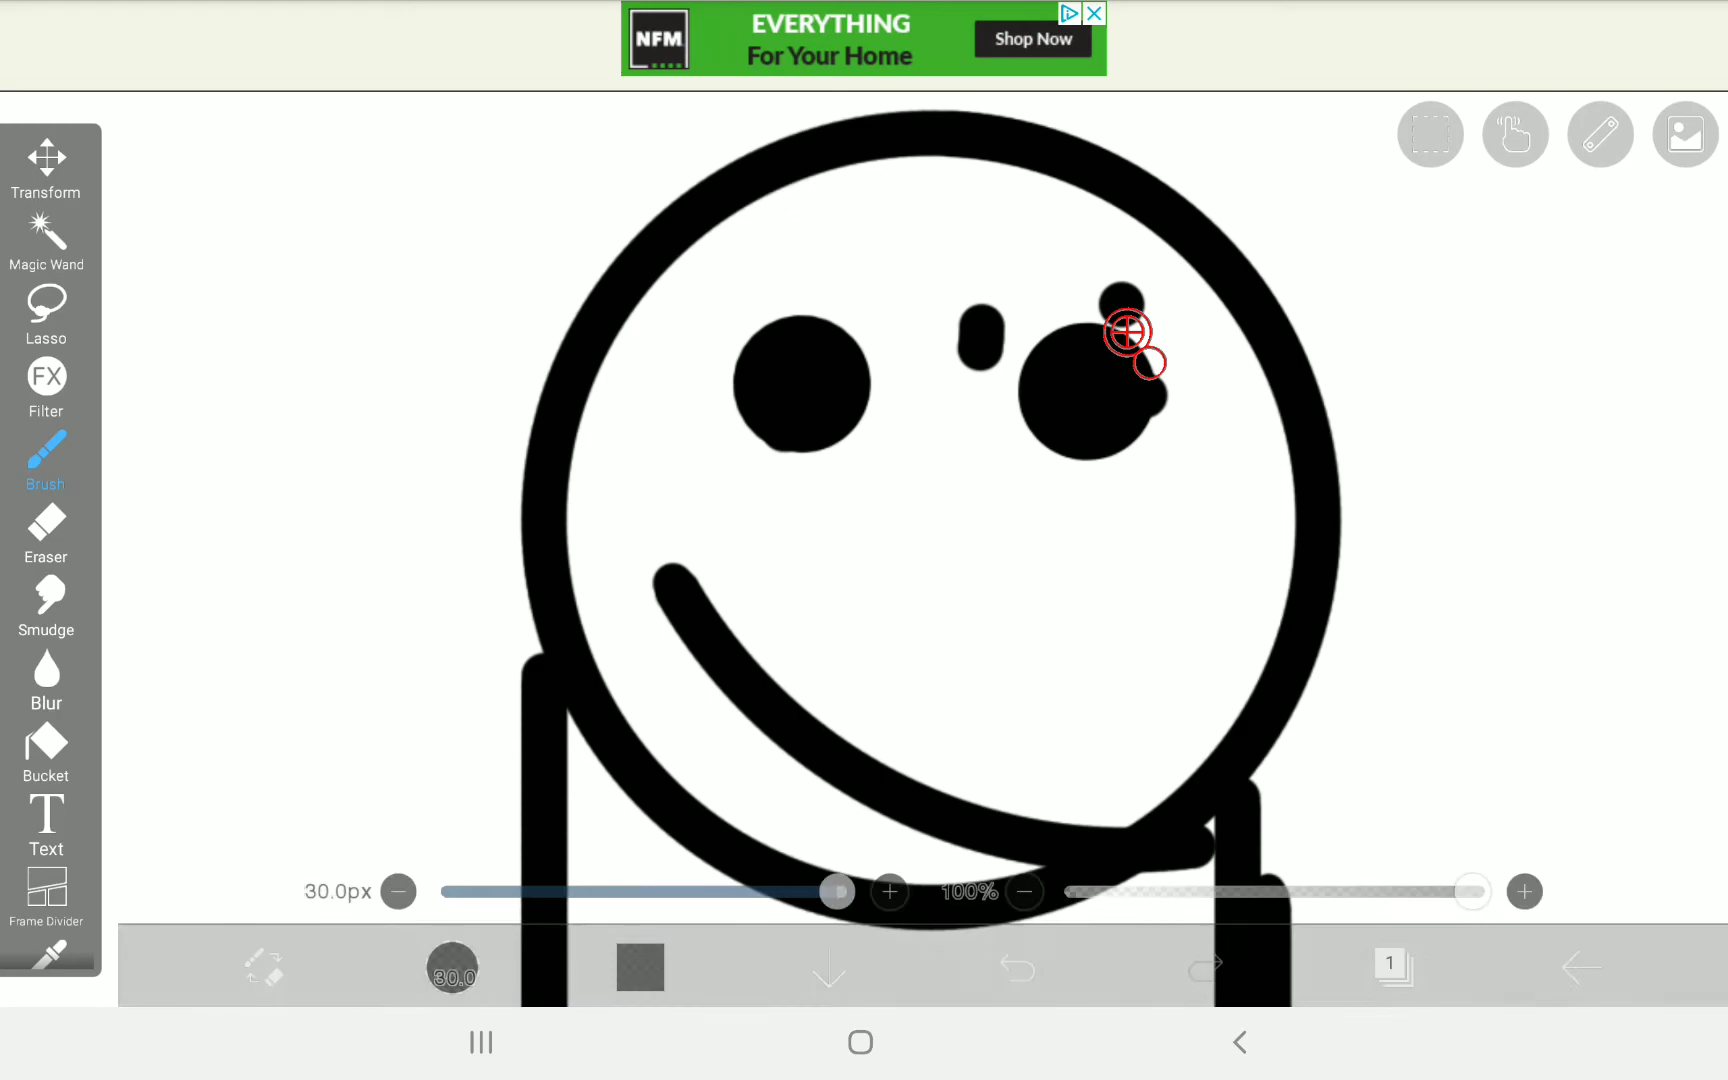 NFM
EVERYTHING
For Your Home
Shop Now
Transform
Magic Wand
Lasso
FX
Filter
Brush
Eraser
Smudge
Blur
Bucket
T
Text
Frame Divider
30.0px
100%
30.0
1